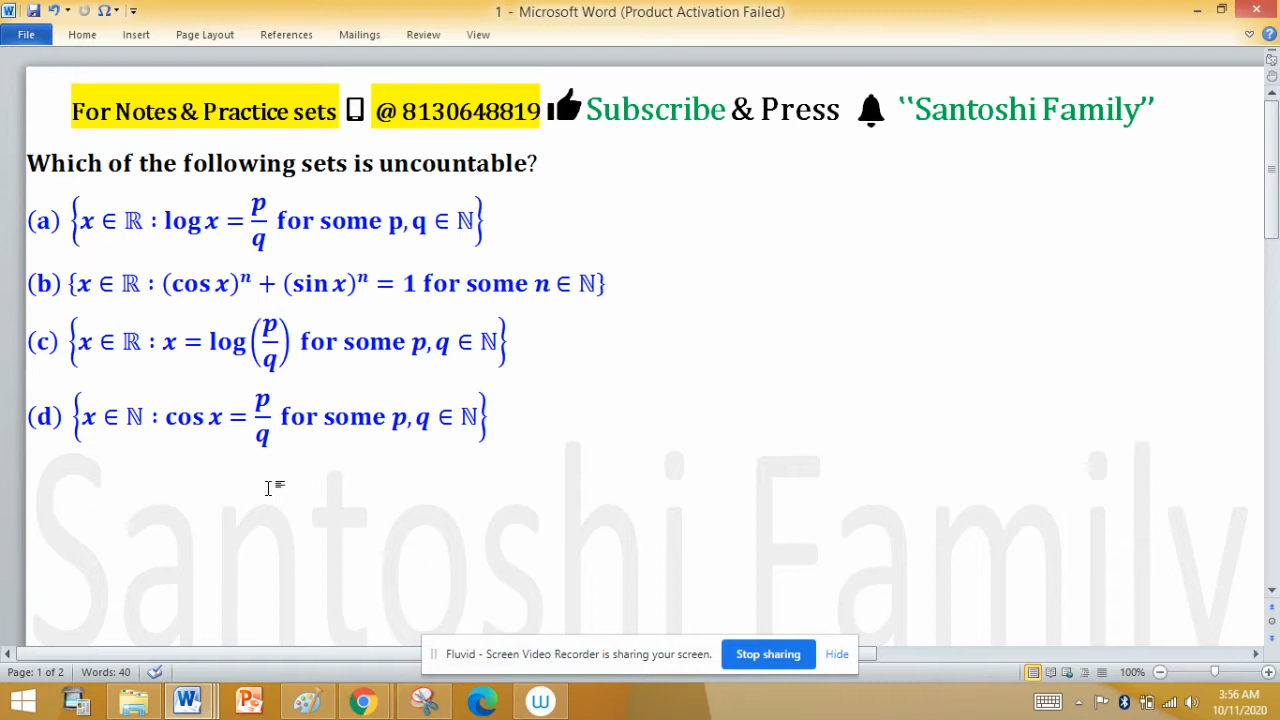 1 - Microsoft Word (Product Activation Failed)
File Home Insert Page Layout References Mailings Review View
For Notes & Practice sets @ 8130648819 Subscribe & Press ‟Santoshi Family”
Which of the following sets is uncountable?
(a) {x ∈ ℝ : log x = p/q for some p, q ∈ ℕ}
(b) {x ∈ ℝ : (cos x)ⁿ + (sin x)ⁿ = 1 for some n ∈ ℕ}
(c) {x ∈ ℝ : x = log(p/q) for some p, q ∈ ℕ}
(d) {x ∈ ℕ : cos x = p/q for some p, q ∈ ℕ}
Santoshi Family
Fluvid - Screen Video Recorder is sharing your screen. Stop sharing Hide
Page: 1 of 2 Words: 40 100%
3:56 AM
10/11/2020